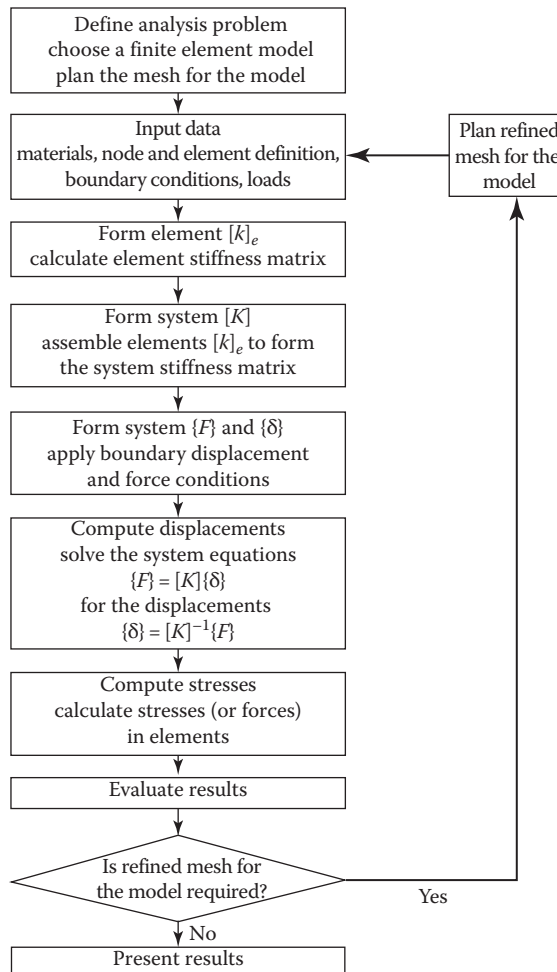 Define analysis problem
choose a finite element model
plan the mesh for the model
Input data
materials, node and element definition,
boundary conditions, loads
Plan refined
mesh for the
model
Form element [k]ₑ
calculate element stiffness matrix
Form system [K]
assemble elements [k]ₑ to form
the system stiffness matrix
Form system {F} and {δ}
apply boundary displacement
and force conditions
Compute displacements
solve the system equations
{F} = [K]{δ}
for the displacements
{δ} = [K]⁻¹{F}
Compute stresses
calculate stresses (or forces)
in elements
Evaluate results
Is refined mesh for
the model required?
Yes
No
Present results